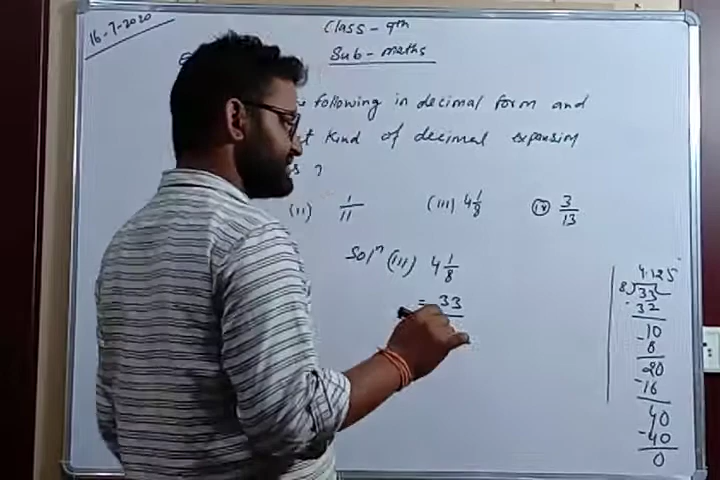 16-7-2020
Class - 9th
Sub - maths
following in decimal form and
kind of decimal expansion
?
(ii) 1/11 (iii) 4 1/8 (iv) 3/13
Soln (iii) 4 1/8
= 33
4.125
8)33
32
10
-8
20
-16
40
-40
0